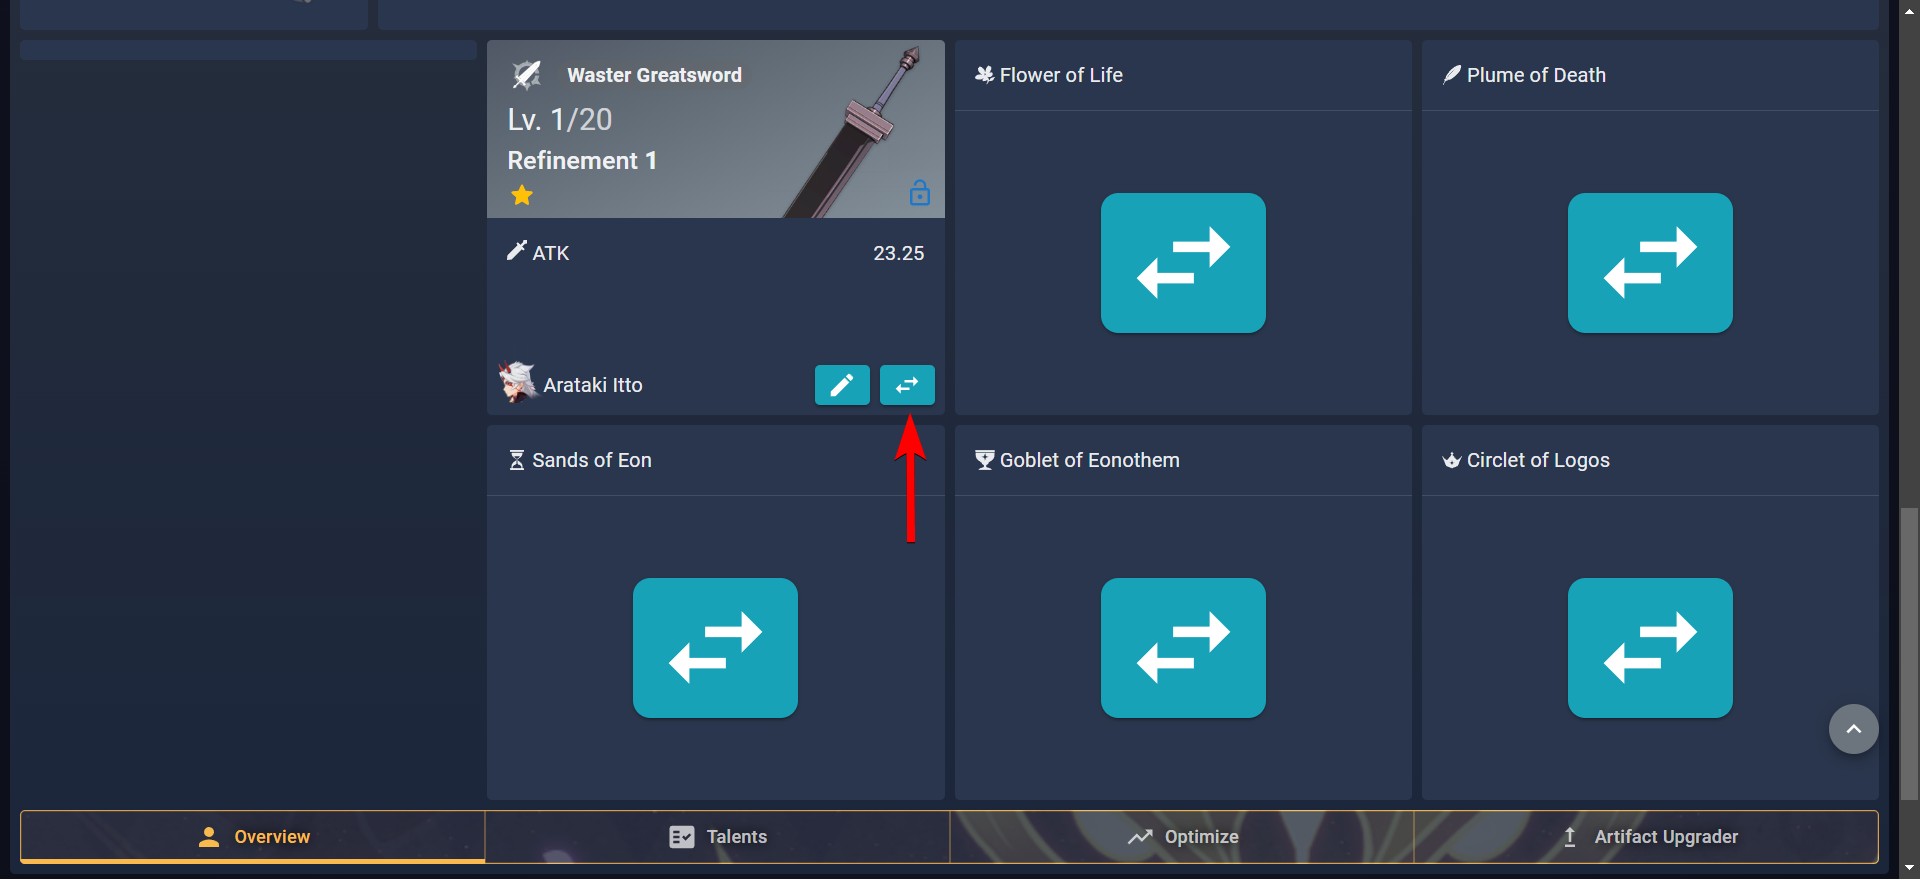 Waster Greatsword
Lv. 1/20
Refinement 1
ATK 23.25
Arataki Itto
Flower of Life
Plume of Death
Sands of Eon
Goblet of Eonothem
Circlet of Logos
Overview
Talents
Optimize
Artifact Upgrader